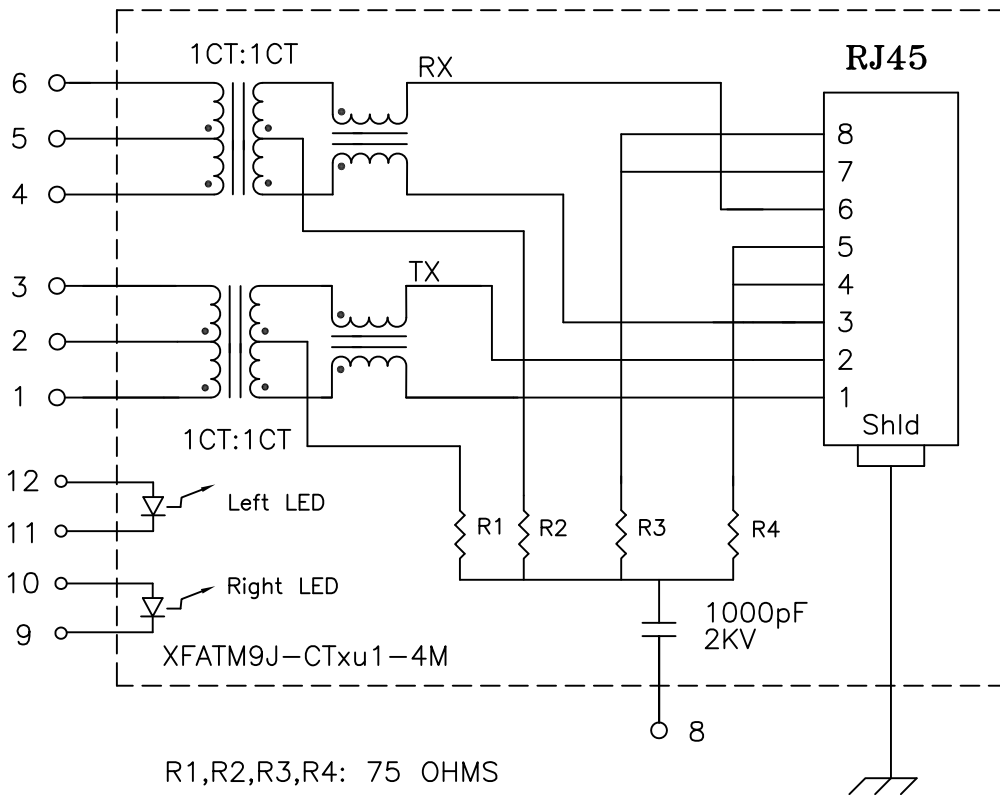 1CT:1CT
RX
RJ45
6
5
4
8
7
6
5
4
3
2
1
Shld
3
2
1
TX
1CT:1CT
12
11
Left LED
10
9
Right LED
R1
R2
R3
R4
1000pF
2KV
XFATM9J-CTxu1-4M
8
R1,R2,R3,R4: 75 OHMS